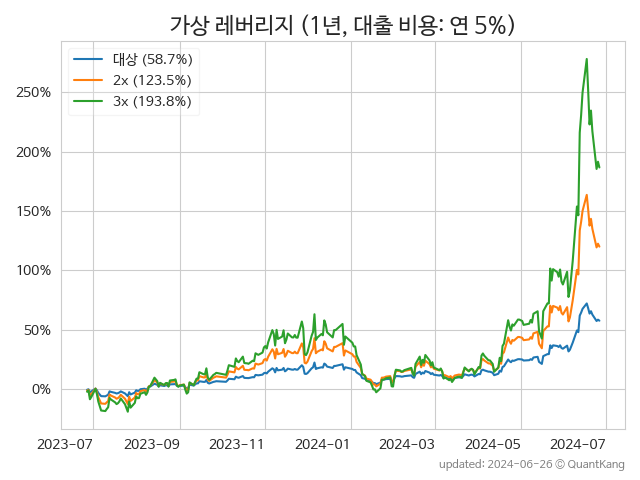 가상 레버리지 (1년, 대출 비용: 연 5%)
대상 (58.7%)
2x (123.5%)
3x (193.8%)
250%
200%
150%
100%
50%
0%
2023-07 2023-09 2023-11 2024-01 2024-03 2024-05 2024-07
updated: 2024-06-26 © QuantKang